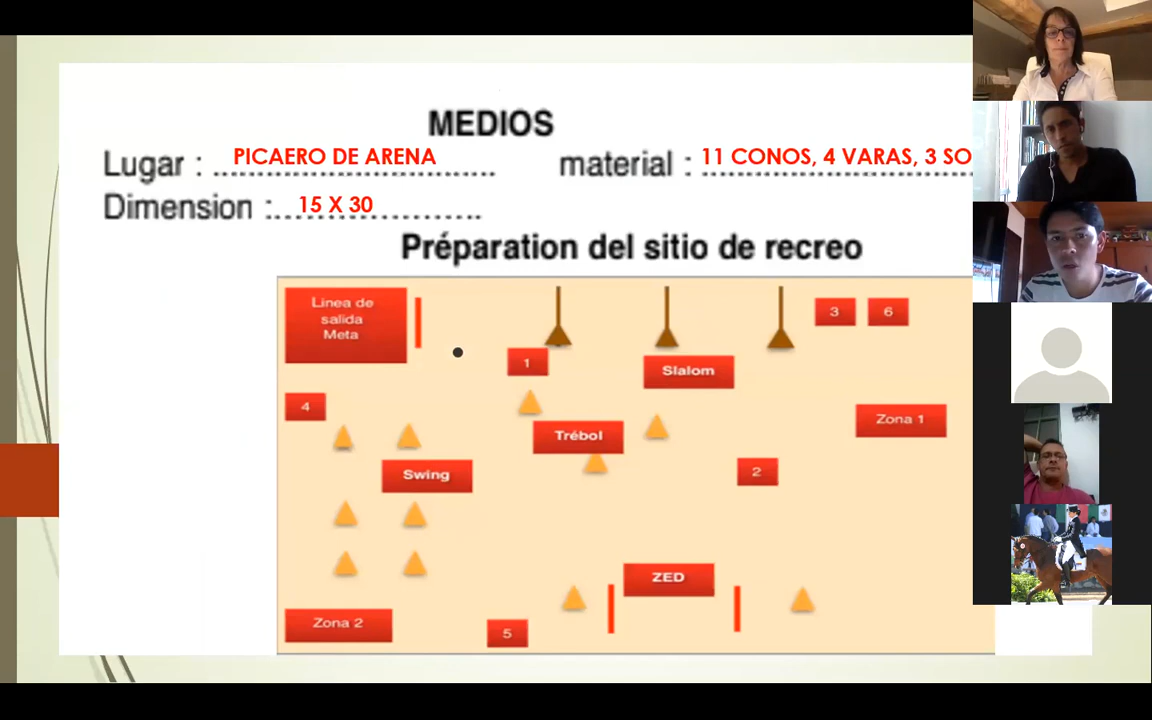 MEDIOS
Lugar : PICAERO DE ARENA material : 11 CONOS, 4 VARAS, 3 SO
Dimension : 15 X 30
Préparation del sitio de recreo
Linea de
salida
Meta
3 6
1
Slalom
4
Zona 1
Trébol
Swing
2
ZED
Zona 2
5